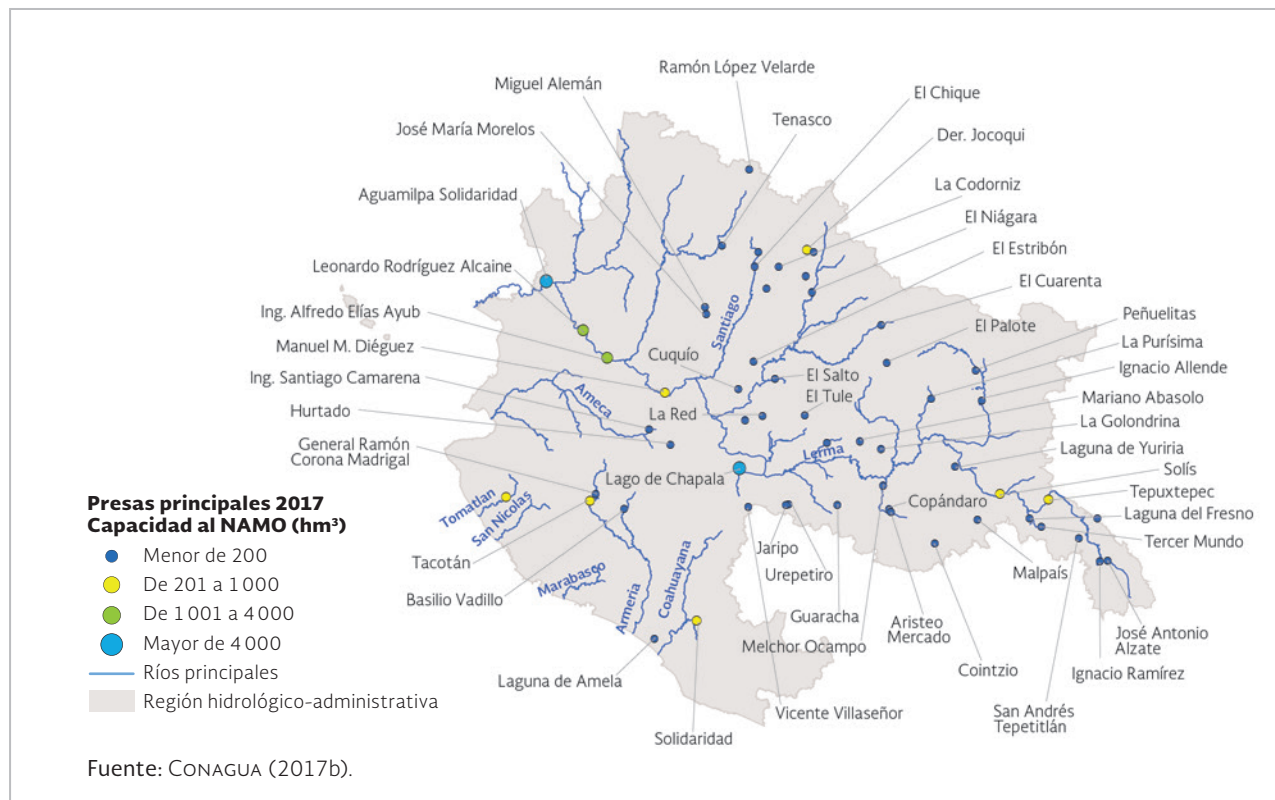 Ramón López Velarde
Miguel Alemán
El Chique
Tenasco
José María Morelos
Der. Jocoqui
La Codorniz
Aguamilpa Solidaridad
El Niágara
El Estribón
Leonardo Rodríguez Alcaine
El Cuarenta
Ing. Alfredo Elías Ayub
Peñuelitas
Santiago
El Palote
La Purísima
Manuel M. Diéguez
Cuquío
Ignacio Allende
Ing. Santiago Camarena
El Salto
Ameca
El Tule
Mariano Abasolo
Hurtado
La Red
La Golondrina
General Ramón
Corona Madrigal
Lerma
Laguna de Yuriria
Lago de Chapala
Solís
Tepuxtepec
Presas principales 2017
Capacidad al NAMO (hm³)
Menor de 200
De 201 a 1 000
De 1 001 a 4 000
Mayor de 4 000
Ríos principales
Región hidrológico-administrativa
Tomatlan
San Nicolas
Copándaro
Laguna del Fresno
Tercer Mundo
Tacotán
Jaripo
Malpaís
Marabasco
Urepetiro
Basilio Vadillo
Armeria
Coahuayana
Guaracha
Aristeo
Mercado
José Antonio
Alzate
Melchor Ocampo
Cointzio
Ignacio Ramírez
Laguna de Amela
Vicente Villaseñor
San Andrés
Tepetitlán
Solidaridad
Fuente: CONAGUA (2017b).